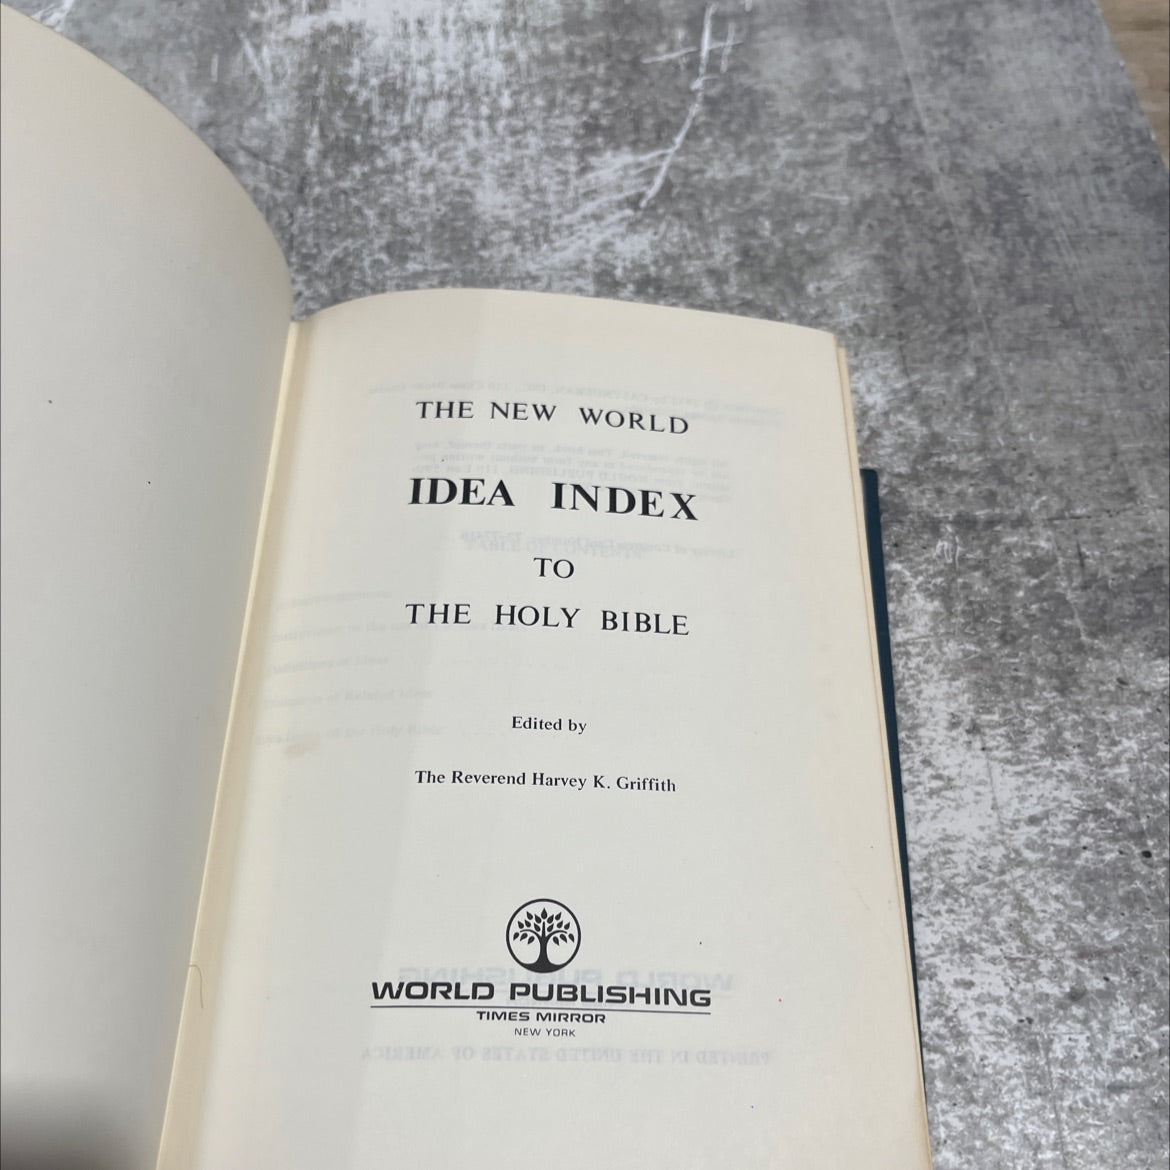 THE NEW WORLD
IDEA INDEX
TO
THE HOLY BIBLE
Edited by
The Reverend Harvey K. Griffith
WORLD PUBLISHING
TIMES MIRROR
NEW YORK